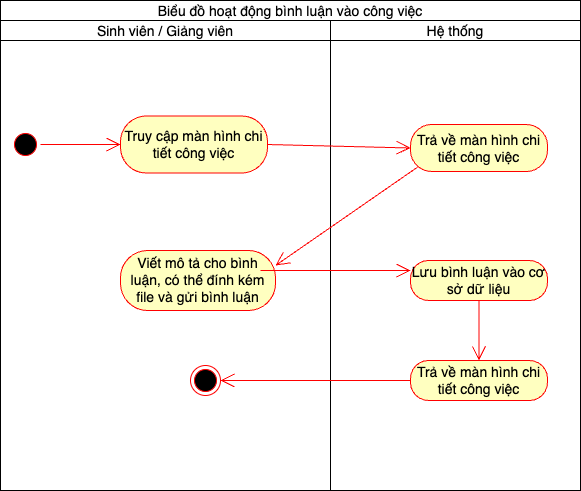 Biểu đồ hoạt động bình luận vào công việc
Sinh viên / Giảng viên
Hệ thống
Truy cập màn hình chi
tiết công việc
Trả về màn hình chi
tiết công việc
Viết mô tả cho bình
luận, có thể đính kém
file và gửi bình luận
Lưu bình luận vào cơ
sở dữ liệu
Trả về màn hình chi
tiết công việc